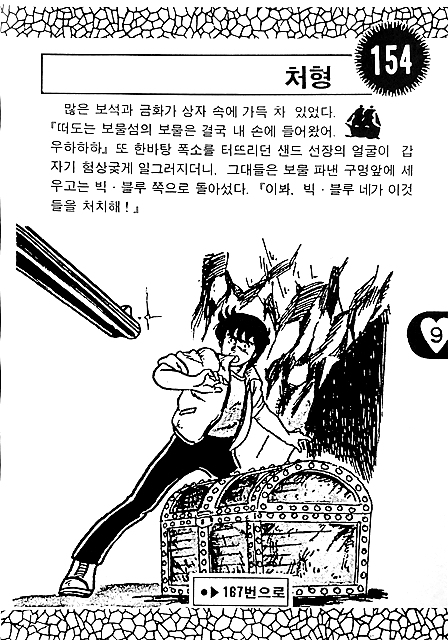 154
처형
많은 보석과 금화가 상자 속에 가득 차 있었다.
『떠도는 보물섬의 보물은 결국 내 손에 들어왔어.
우하하하』 또 한바탕 폭소를 터뜨리던 샌드 선장의 얼굴이 갑
자기 험상궂게 일그러지더니, 그대들은 보물 파낸 구멍앞에 세
우고는 빅·블루 쪽으로 돌아섰다. 『이봐, 빅·블루 네가 이것
들을 처치해!』
9
●▶167번으로